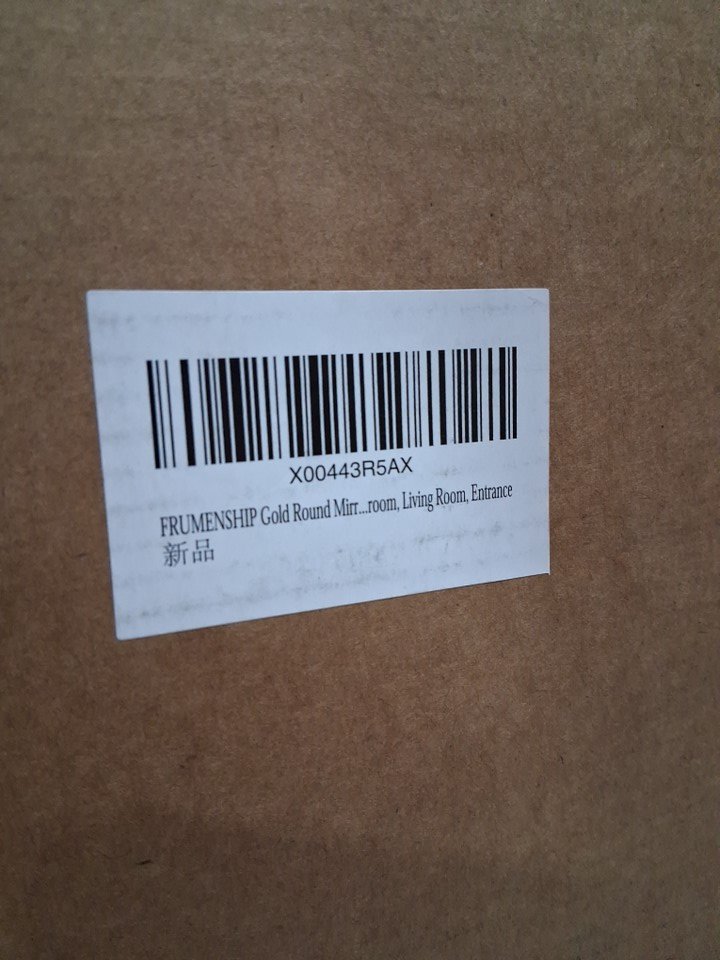 X00443R5AX
FRUMENSHIP Gold Round Mirr...room, Living Room, Entrance
新品